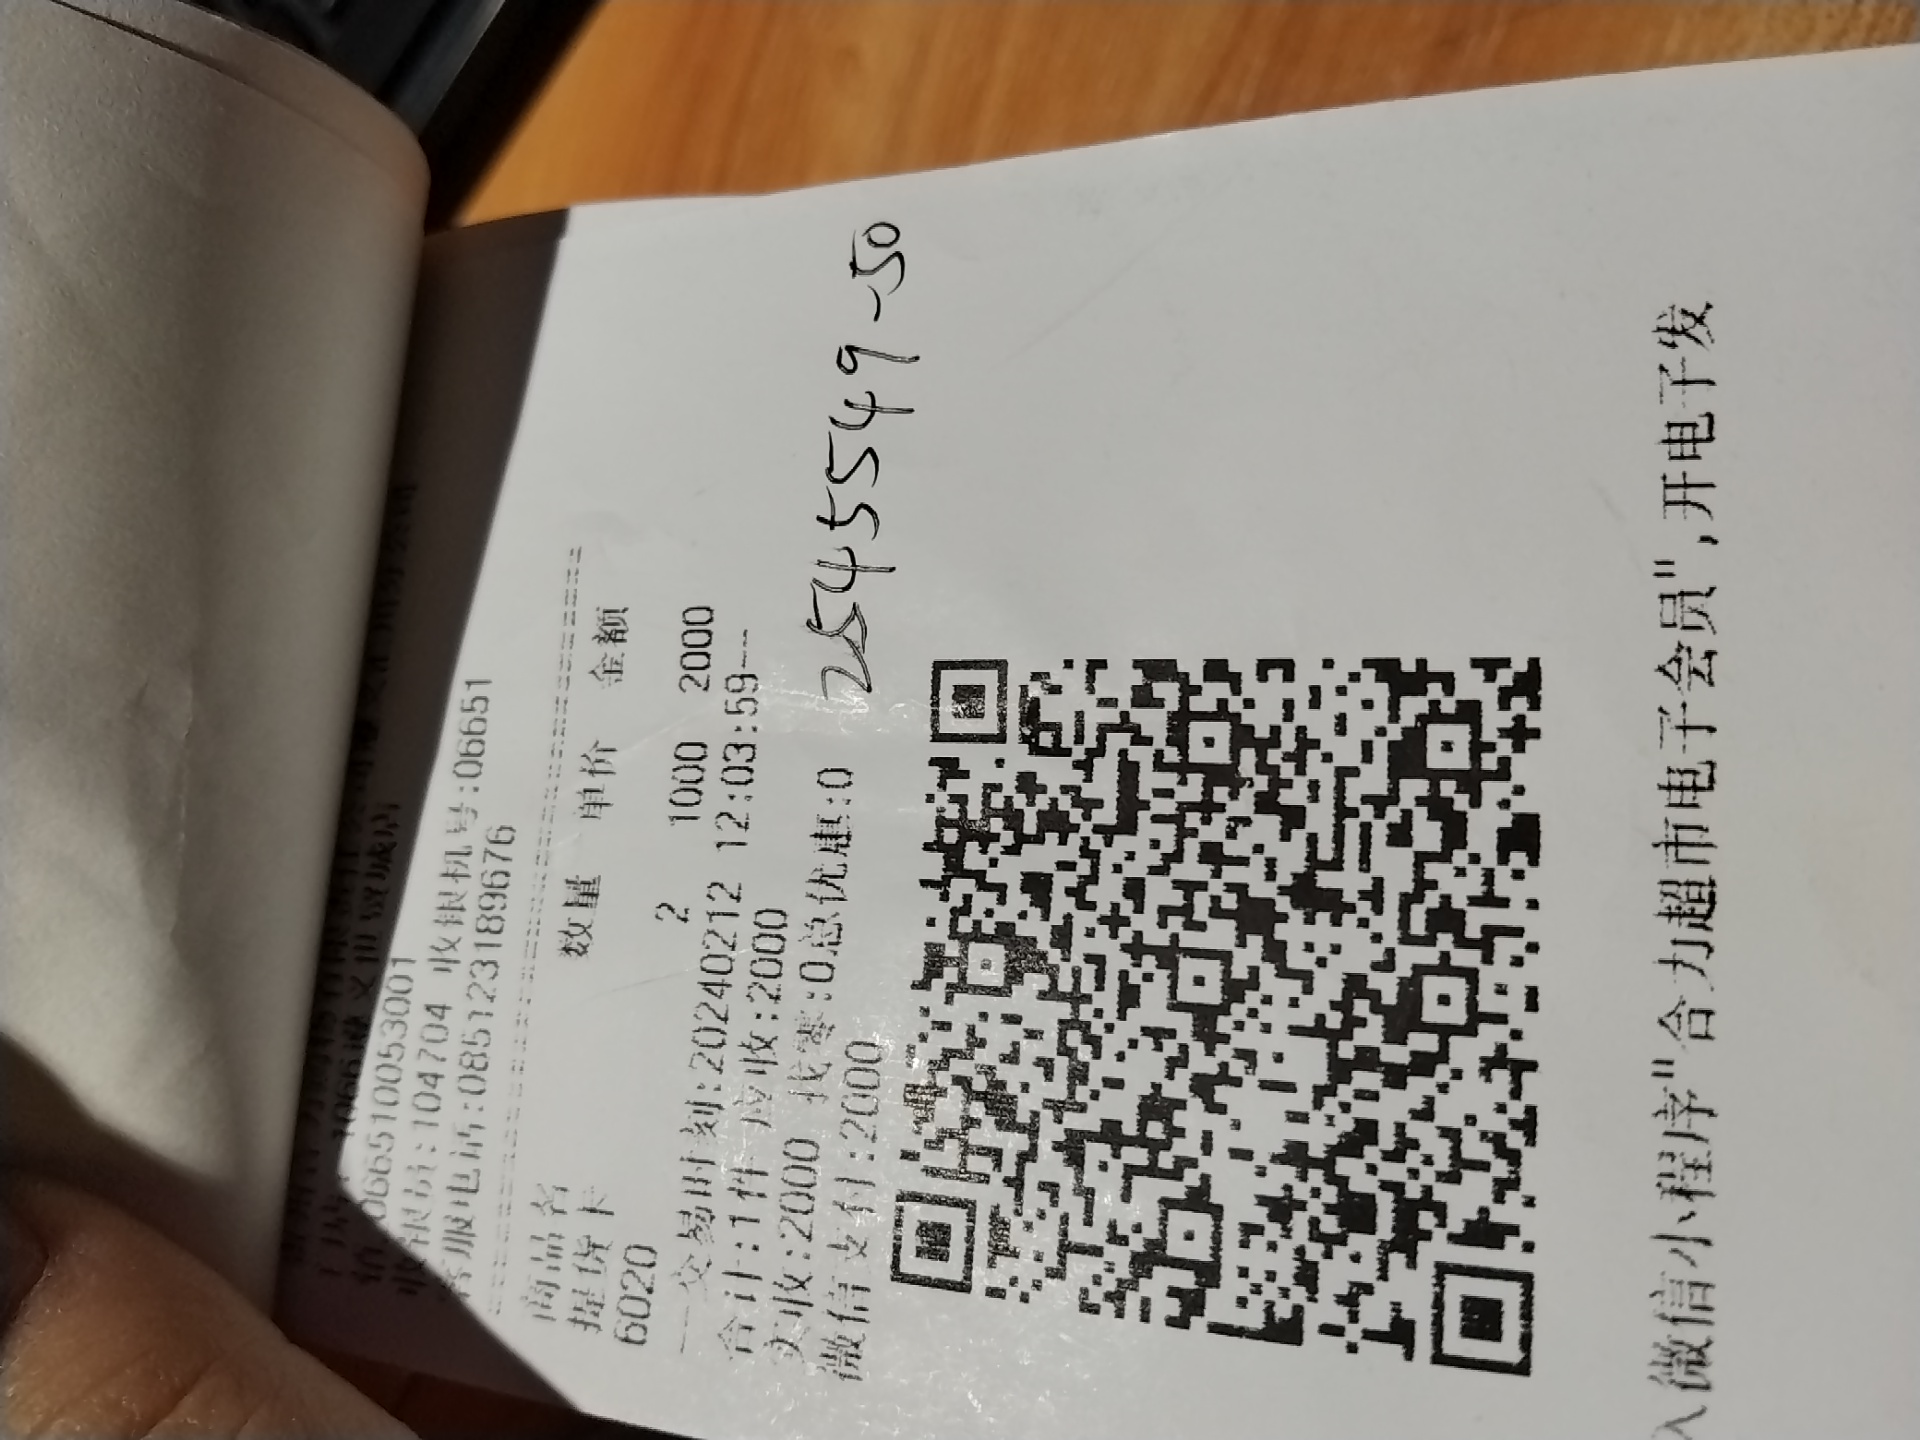 066510053001
收银员:104704 收银机号:06651
客服电话:085123189676
商品名 数量 单价 金额
提货卡
6020 2 1000 2000
--交易时刻:20240212 12:03:59--
合计:1件 应收:2000
实收:2000 找零:0总优惠:0
微信支付:2000
2545549-50
入微信小程序"合力超市电子会员",开电子发